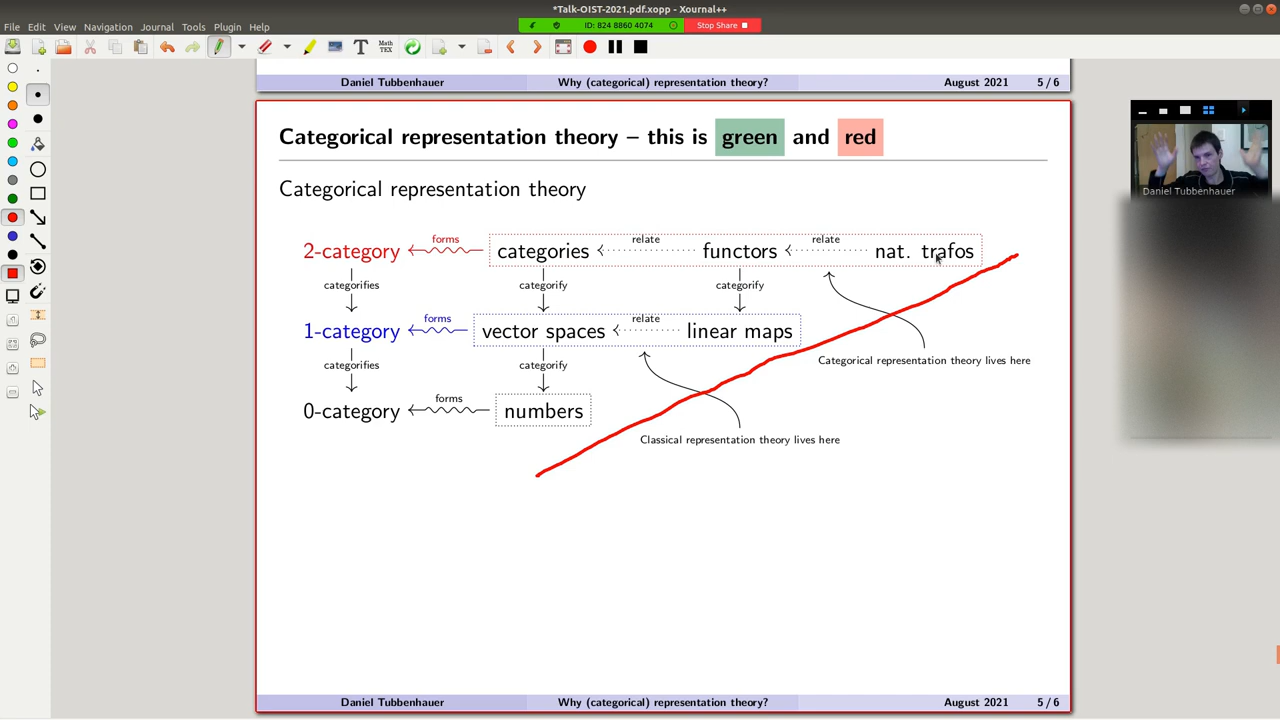 *Talk-OIST-2021.pdf.xopp - Xournal++
File Edit View Navigation Journal Tools Plugin Help
ID: 824 8860 4074 Stop Share
T Math TEX
Daniel Tubbenhauer Why (categorical) representation theory? August 2021 5 / 6
Categorical representation theory – this is green and red
Daniel Tubbenhauer
Categorical representation theory
forms relate relate
2-category categories functors nat. trafos
categorifies categorify categorify
forms relate
1-category vector spaces linear maps
Categorical representation theory lives here
categorifies categorify
forms
0-category numbers
Classical representation theory lives here
Daniel Tubbenhauer Why (categorical) representation theory? August 2021 5 / 6